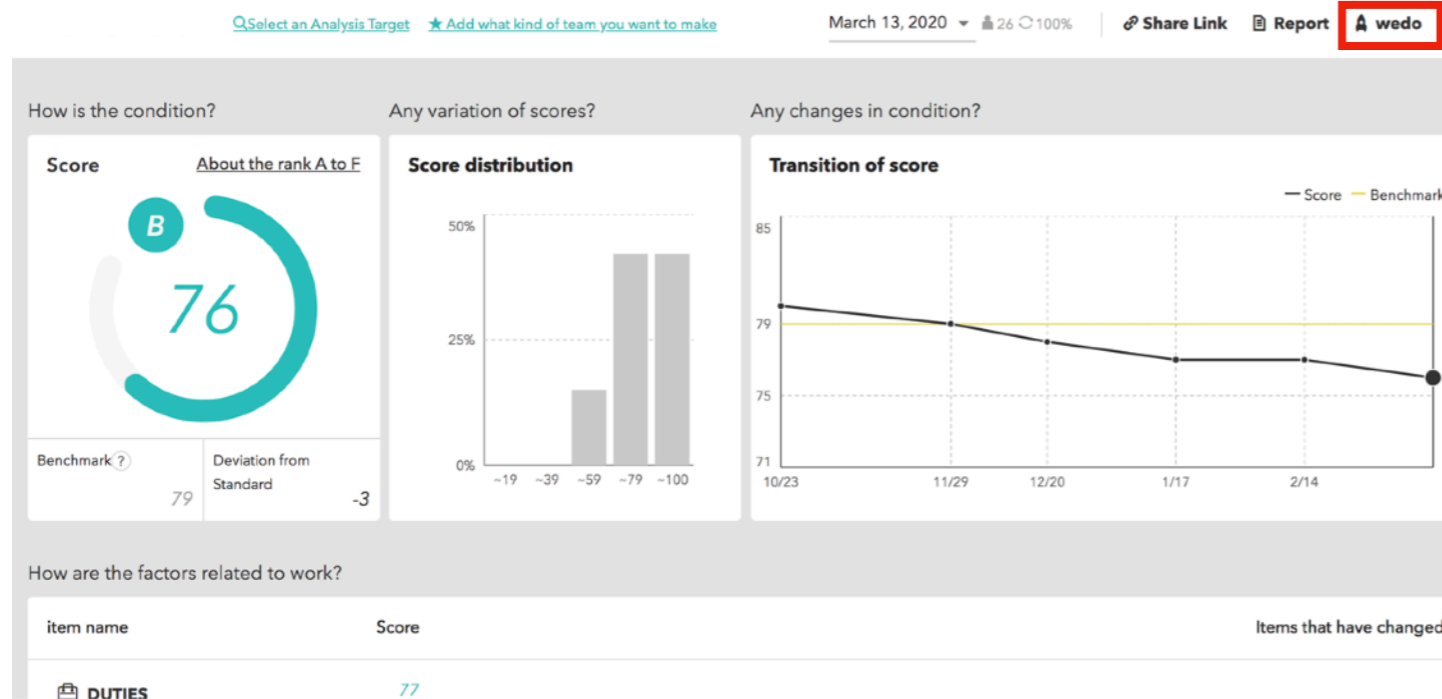 Select an Analysis Target ★ Add what kind of team you want to make March 13, 2020 26 100% Share Link Report wedo
How is the condition?
Score About the rank A to F
B
76
Benchmark ?
79
Deviation from
Standard
-3
Any variation of scores?
Score distribution
50%
25%
0%
~19 ~39 ~59 ~79 ~100
Any changes in condition?
Transition of score
Score Benchmark
85
79
75
71
10/23 11/29 12/20 1/17 2/14
How are the factors related to work?
item name Score Items that have changed
DUTIES 77